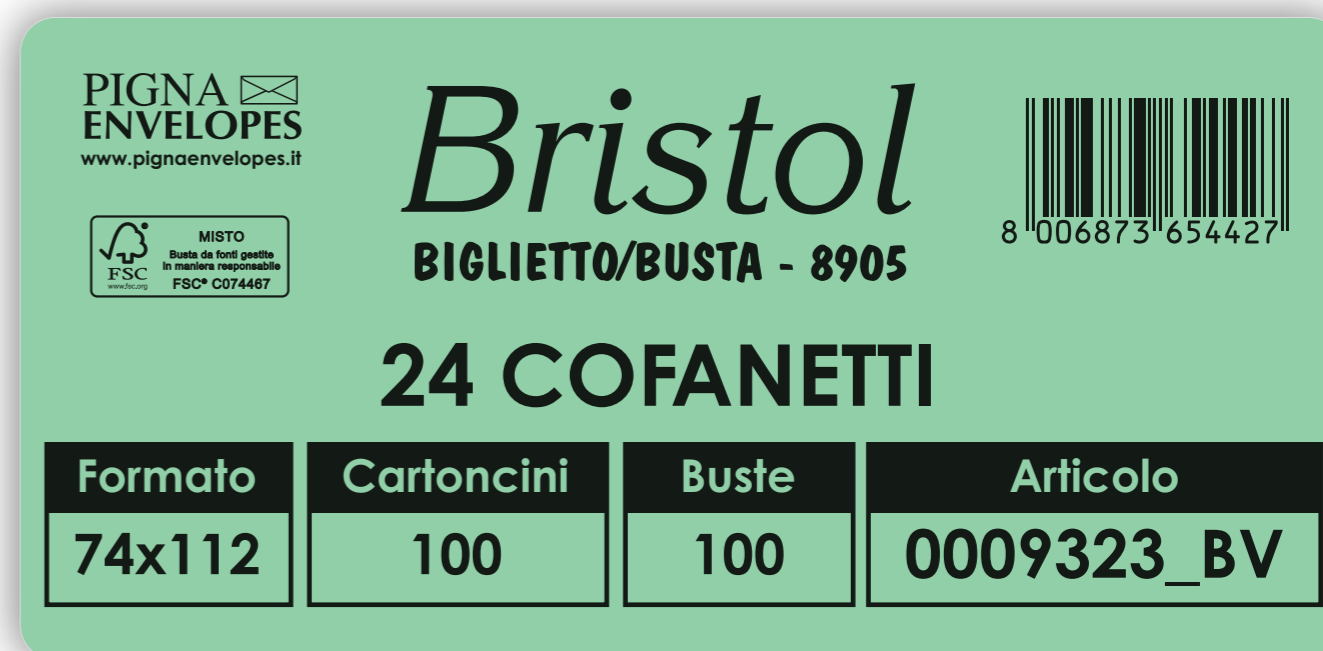 PIGNA
ENVELOPES
www.pignaenvelopes.it
FSC
www.fsc.org
MISTO
Busta da fonti gestite
in maniera responsabile
FSC® C074467
Bristol
BIGLIETTO/BUSTA - 8905
8 006873 654427
24 COFANETTI
Formato Cartoncini Buste Articolo
74x112 100 100 0009323_BV